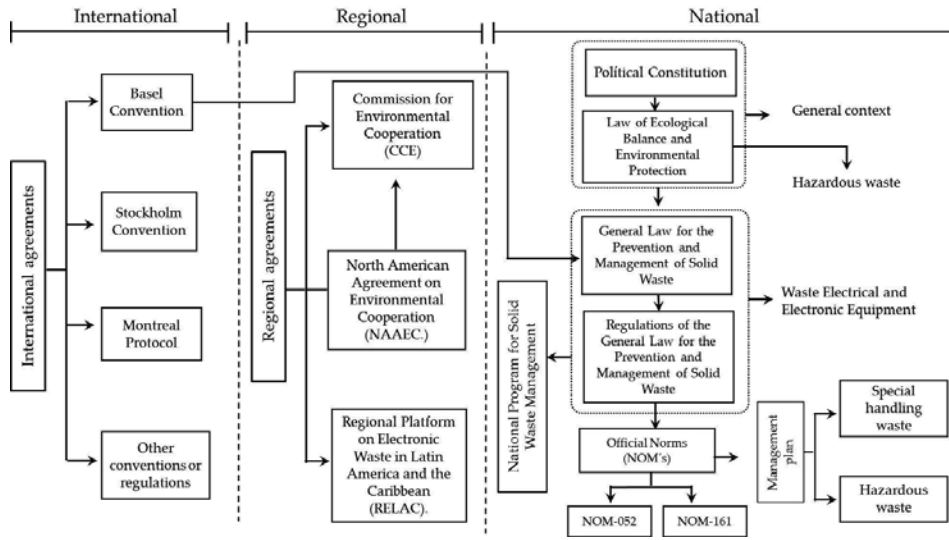 International
Regional
National
International agreements
Basel
Convention
Stockholm
Convention
Montreal
Protocol
Other
conventions or
regulations
Regional agreements
Commission for
Environmental
Cooperation
(CCE)
North American
Agreement on
Environmental
Cooperation
(NAAEC.)
Regional Platform
on Electronic
Waste in Latin
America and the
Caribbean
(RELAC).
Polítical Constitution
Law of Ecological
Balance and
Environmental
Protection
General context
Hazardous waste
General Law for the
Prevention and
Management of Solid
Waste
Regulations of the
General Law for the
Prevention and
Management of Solid
Waste
Waste Electrical and
Electronic Equipment
National Program for Solid
Waste Management
Official Norms
(NOM's)
NOM-052
NOM-161
Management
plan
Special
handling
waste
Hazardous
waste